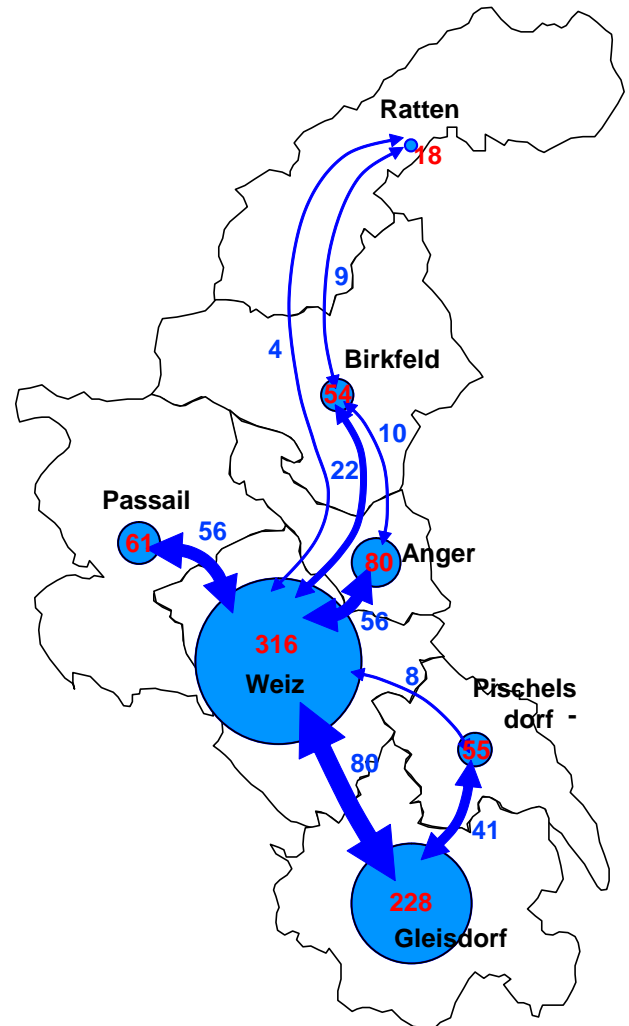 Ratten
18
9
4
Birkfeld
54
10
22
Passail
56
61
Anger
80
56
316
Weiz
8
Pischels
dorf -
55
80
41
228
Gleisdorf